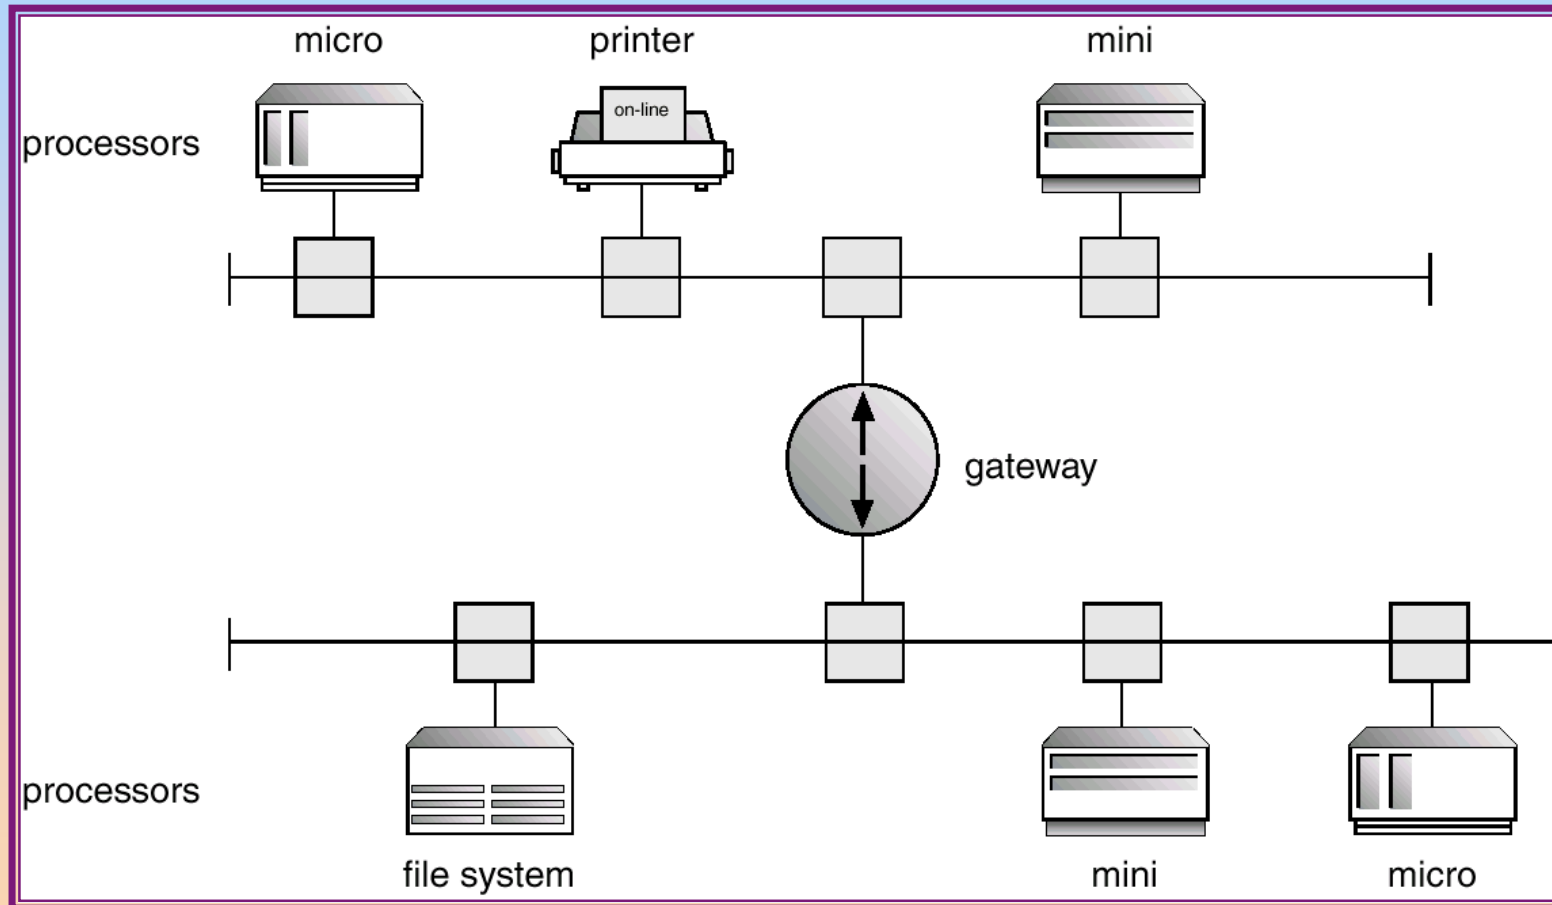 micro
printer
mini
on-line
processors
gateway
processors
file system
mini
micro